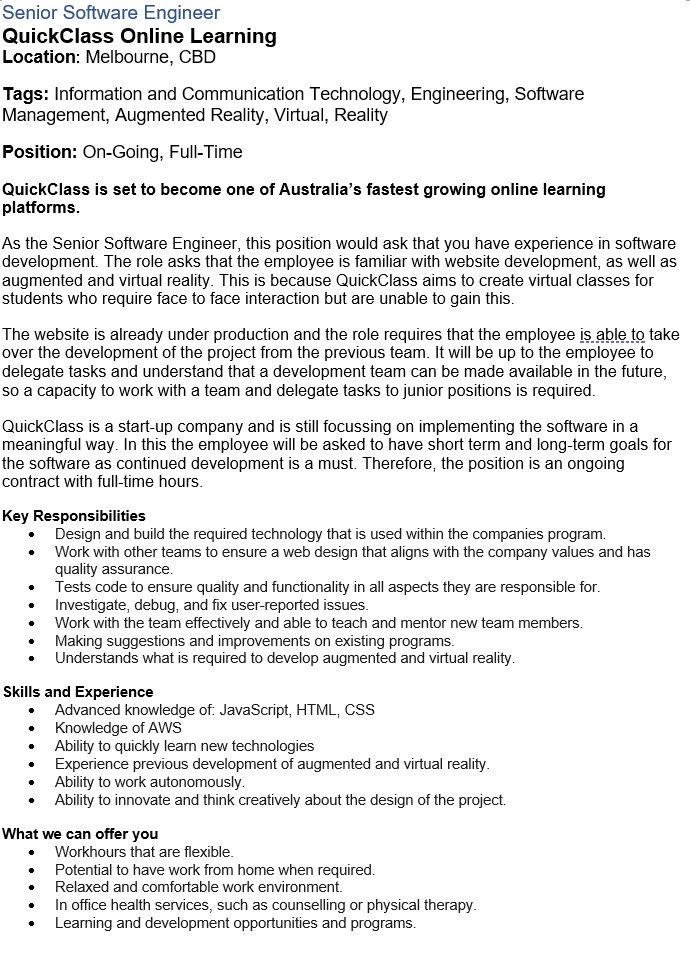 Senior Software Engineer
QuickClass Online Learning
Location: Melbourne, CBD
Tags: Information and Communication Technology, Engineering, Software
Management, Augmented Reality, Virtual, Reality
Position: On-Going, Full-Time
QuickClass is set to become one of Australia’s fastest growing online learning
platforms.
As the Senior Software Engineer, this position would ask that you have experience in software
development. The role asks that the employee is familiar with website development, as well as
augmented and virtual reality. This is because QuickClass aims to create virtual classes for
students who require face to face interaction but are unable to gain this.
The website is already under production and the role requires that the employee is able to take
over the development of the project from the previous team. It will be up to the employee to
delegate tasks and understand that a development team can be made available in the future,
so a capacity to work with a team and delegate tasks to junior positions is required.
QuickClass is a start-up company and is still focussing on implementing the software in a
meaningful way. In this the employee will be asked to have short term and long-term goals for
the software as continued development is a must. Therefore, the position is an ongoing
contract with full-time hours.
Key Responsibilities
• Design and build the required technology that is used within the companies program.
• Work with other teams to ensure a web design that aligns with the company values and has
quality assurance.
• Tests code to ensure quality and functionality in all aspects they are responsible for.
• Investigate, debug, and fix user-reported issues.
• Work with the team effectively and able to teach and mentor new team members.
• Making suggestions and improvements on existing programs.
• Understands what is required to develop augmented and virtual reality.
Skills and Experience
• Advanced knowledge of: JavaScript, HTML, CSS
• Knowledge of AWS
• Ability to quickly learn new technologies
• Experience previous development of augmented and virtual reality.
• Ability to work autonomously.
• Ability to innovate and think creatively about the design of the project.
What we can offer you
• Workhours that are flexible.
• Potential to have work from home when required.
• Relaxed and comfortable work environment.
• In office health services, such as counselling or physical therapy.
• Learning and development opportunities and programs.